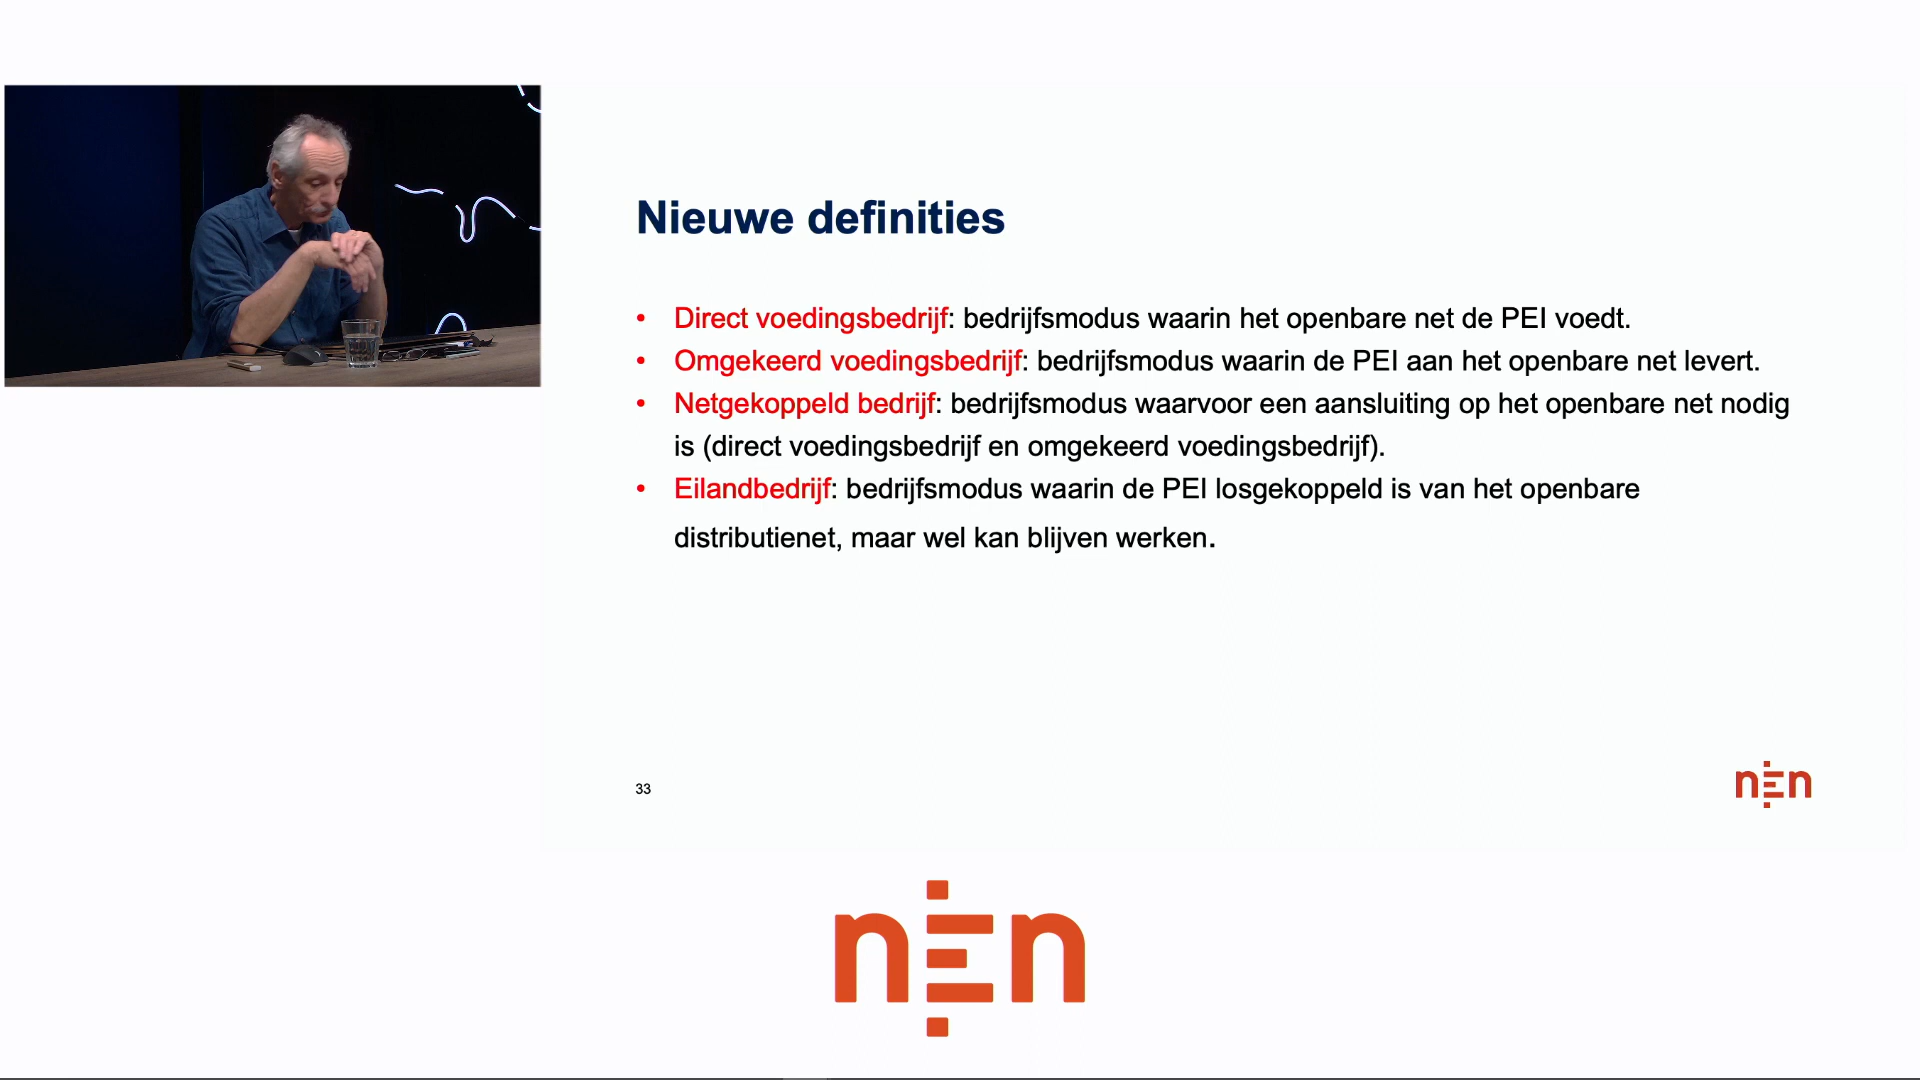 Nieuwe definities
• Direct voedingsbedrijf: bedrijfsmodus waarin het openbare net de PEI voedt.
• Omgekeerd voedingsbedrijf: bedrijfsmodus waarin de PEI aan het openbare net levert.
• Netgekoppeld bedrijf: bedrijfsmodus waarvoor een aansluiting op het openbare net nodig
is (direct voedingsbedrijf en omgekeerd voedingsbedrijf).
• Eilandbedrijf: bedrijfsmodus waarin de PEI losgekoppeld is van het openbare
distributienet, maar wel kan blijven werken.
33
nen
nen